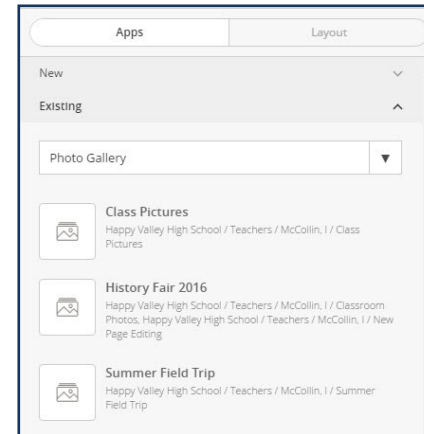 Apps Layout
New
Existing
Photo Gallery
Class Pictures
Happy Valley High School / Teachers / McCollin, I / Class
Pictures
History Fair 2016
Happy Valley High School / Teachers / McCollin, I / Classroom
Photos, Happy Valley High School / Teachers / McCollin, I / New
Page Editing
Summer Field Trip
Happy Valley High School / Teachers / McCollin, I / Summer
Field Trip